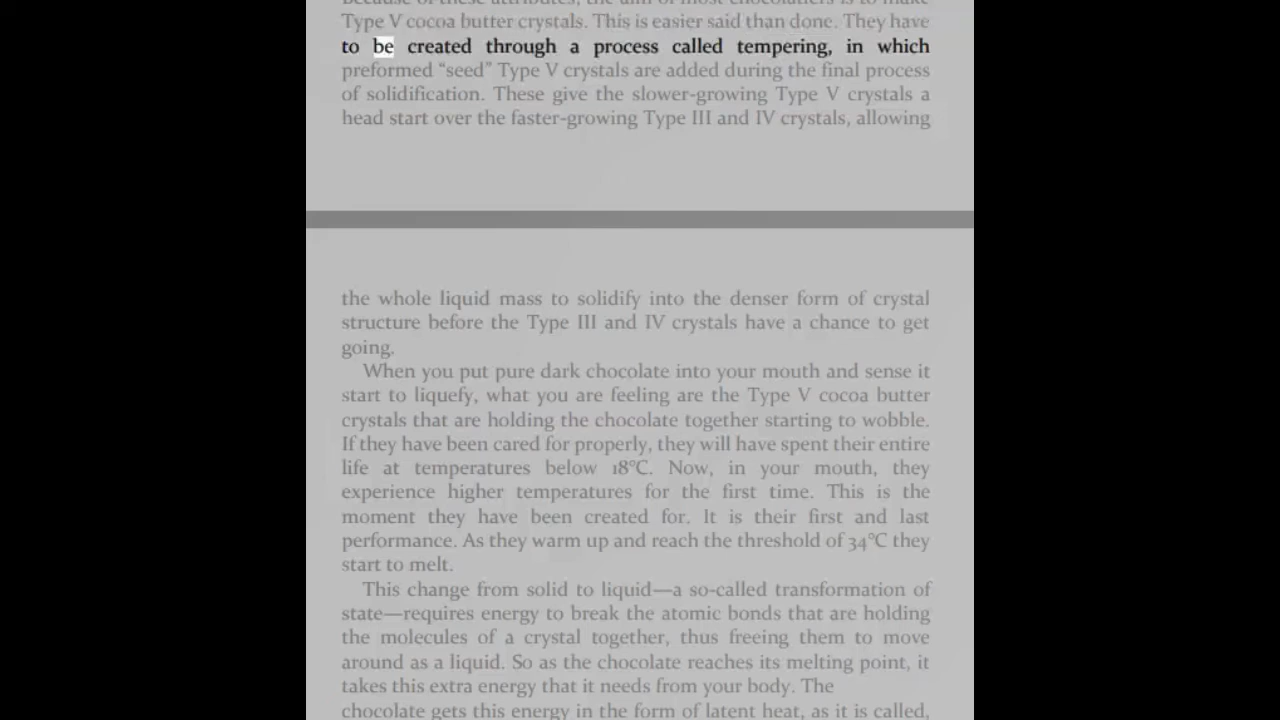 Because of these attributes, the aim of most chocolatiers is to make
Type V cocoa butter crystals. This is easier said than done. They have
to be created through a process called tempering, in which
preformed “seed” Type V crystals are added during the final process
of solidification. These give the slower-growing Type V crystals a
head start over the faster-growing Type III and IV crystals, allowing
the whole liquid mass to solidify into the denser form of crystal
structure before the Type III and IV crystals have a chance to get
going.
When you put pure dark chocolate into your mouth and sense it
start to liquefy, what you are feeling are the Type V cocoa butter
crystals that are holding the chocolate together starting to wobble.
If they have been cared for properly, they will have spent their entire
life at temperatures below 18°C. Now, in your mouth, they
experience higher temperatures for the first time. This is the
moment they have been created for. It is their first and last
performance. As they warm up and reach the threshold of 34°C they
start to melt.
This change from solid to liquid—a so-called transformation of
state—requires energy to break the atomic bonds that are holding
the molecules of a crystal together, thus freeing them to move
around as a liquid. So as the chocolate reaches its melting point, it
takes this extra energy that it needs from your body. The
chocolate gets this energy in the form of latent heat, as it is called,